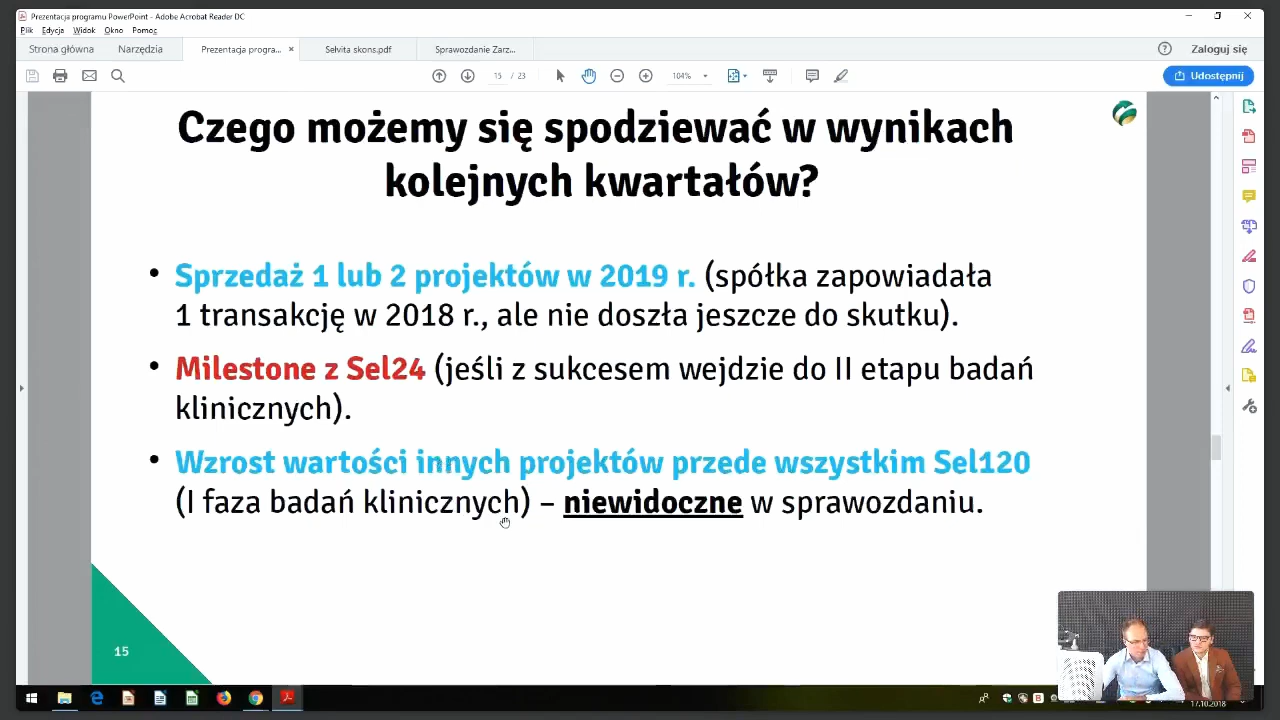 Prezentacja programu PowerPoint - Adobe Acrobat Reader DC
Plik Edycja Widok Okno Pomoc
Strona główna Narzędzia Prezentacja progra... × Selvita skons.pdf Sprawozdanie Zarz... Zaloguj się
15 / 23 104% Udostępnij
Czego możemy się spodziewać w wynikach
kolejnych kwartałów?
• Sprzedaż 1 lub 2 projektów w 2019 r. (spółka zapowiadała
1 transakcję w 2018 r., ale nie doszła jeszcze do skutku).
• Milestone z Sel24 (jeśli z sukcesem wejdzie do II etapu badań
klinicznych).
• Wzrost wartości innych projektów przede wszystkim Sel120
(I faza badań klinicznych) – niewidoczne w sprawozdaniu.
15
17.10.2018